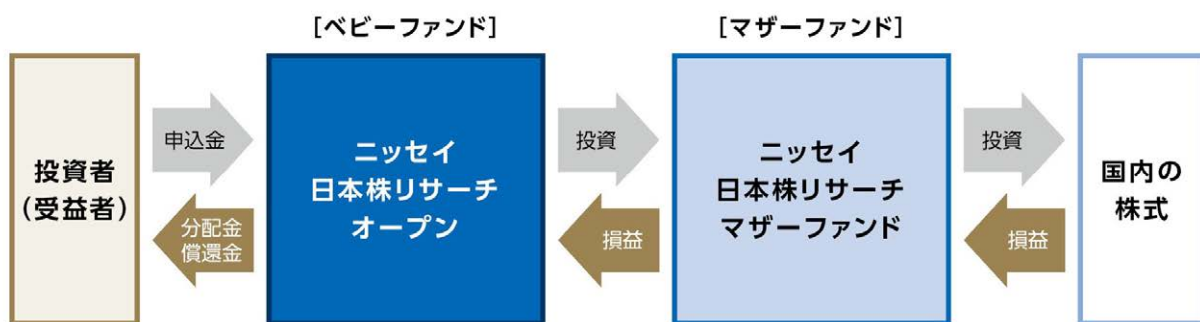 [ベビーファンド]
[マザーファンド]
投資者
(受益者)
申込金
分配金
償還金
ニッセイ
日本株リサーチ
オープン
投資
損益
ニッセイ
日本株リサーチ
マザーファンド
投資
損益
国内の
株式